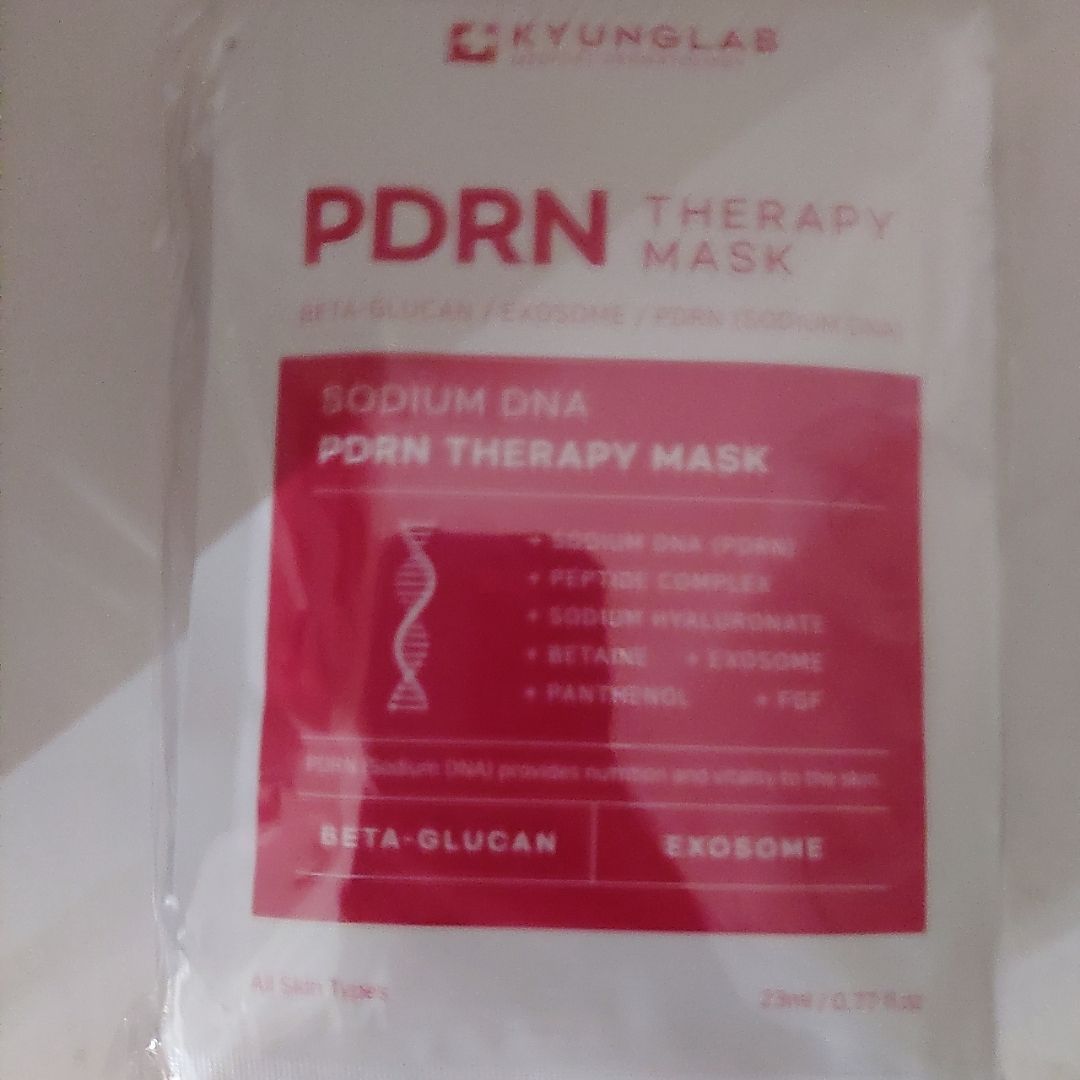 KYUNGLAB
PDRN THERAPY MASK
BETA-GLUCAN / EXOSOME / PDRN (SODIUM DNA)
SODIUM DNA
PDRN THERAPY MASK
+ SODIUM DNA (PDRN)
+ PEPTIDE COMPLEX
+ SODIUM HYALURONATE
+ BETAINE + EXOSOME
+ PANTHENOL + FGF
PDRN (Sodium DNA) provides nutrition and vitality to the skin.
BETA-GLUCAN EXOSOME
All Skin Types 23ml / 0.77 fl.oz